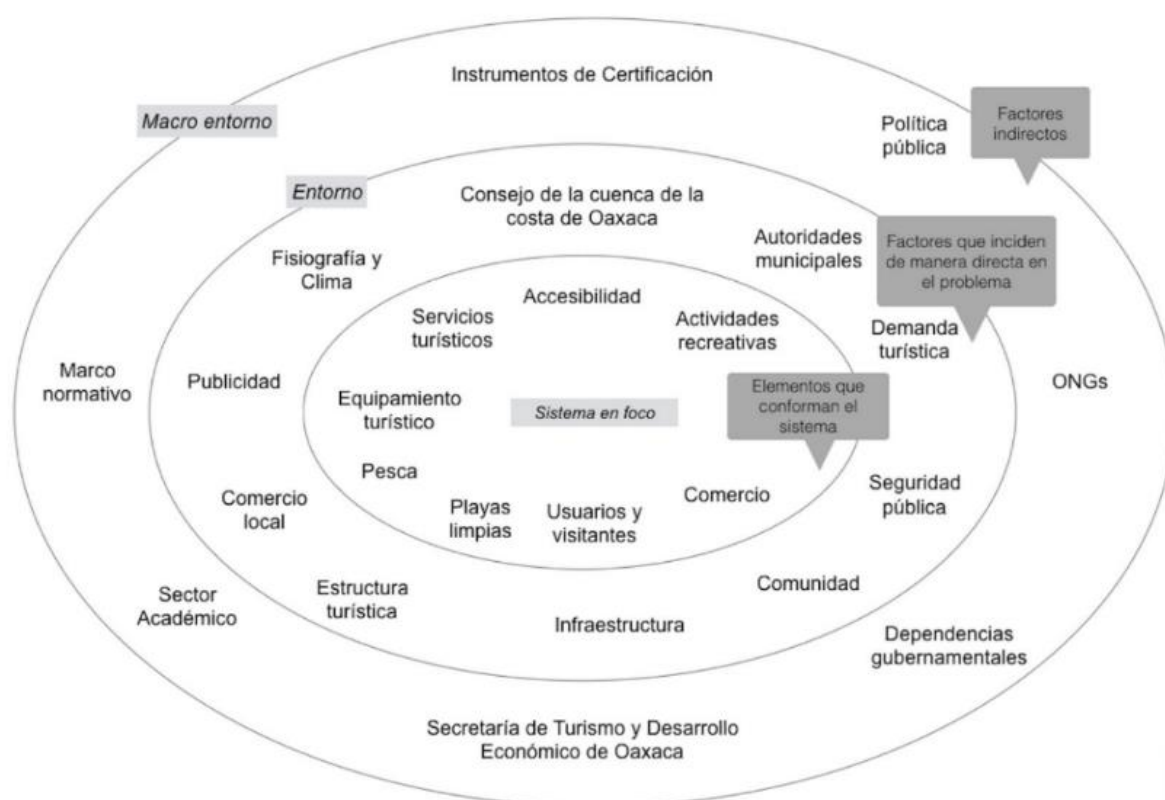 Instrumentos de Certificación
Macro entorno
Política
pública
Factores
indirectos
Entorno
Consejo de la cuenca de la
costa de Oaxaca
Autoridades
municipales
Factores que inciden
de manera directa en
el problema
Fisiografía y
Clima
Accesibilidad
Servicios
turísticos
Actividades
recreativas
Demanda
turística
Marco
normativo
Publicidad
ONGs
Equipamiento
turístico
Sistema en foco
Elementos que
conforman el
sistema
Pesca
Comercio
local
Playas
limpias
Usuarios y
visitantes
Comercio
Seguridad
pública
Sector
Académico
Estructura
turística
Infraestructura
Comunidad
Dependencias
gubernamentales
Secretaría de Turismo y Desarrollo
Económico de Oaxaca